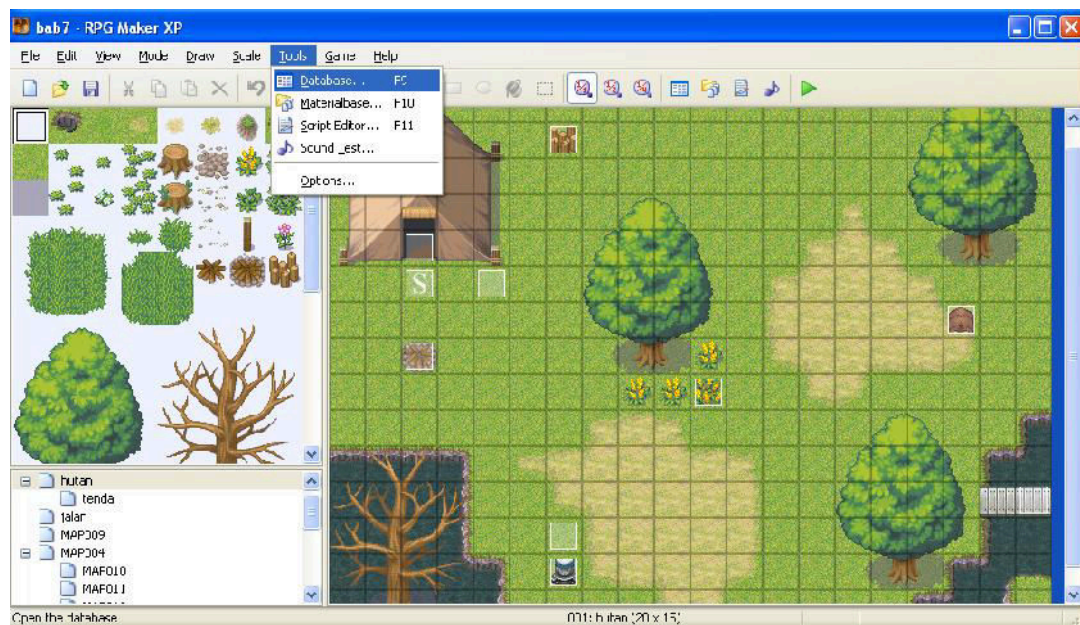 bab7 - RPG Maker XP
File Edit View Mode Draw Scale Tools Game Help
Database... F9
Materialbase... F10
Script Editor... F11
Sound Test...
Options...
S
hutan
tenda
jalan
MAP009
MAP004
MAP010
MAP011
Open the database
001: hutan (20 x 15)